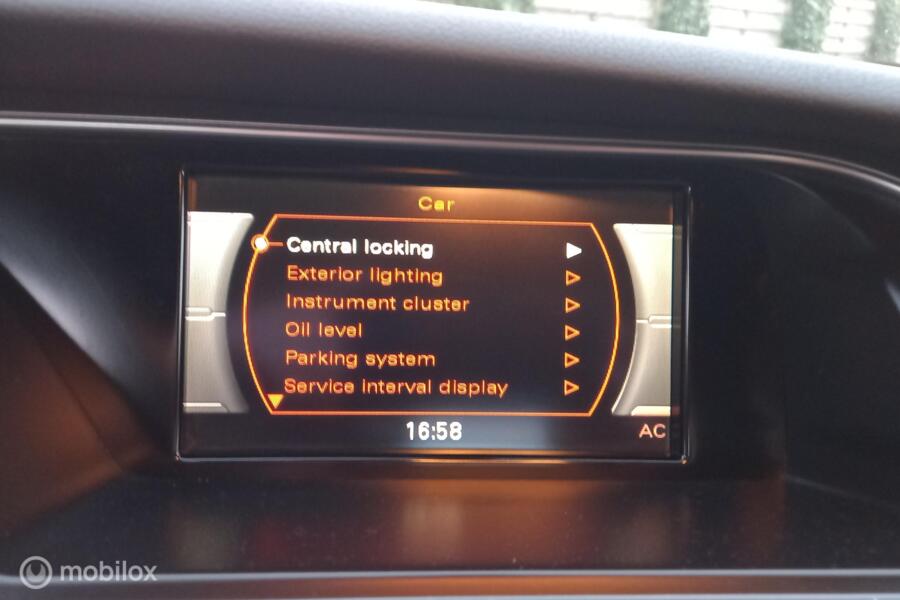 Car
Central locking
Exterior lighting
Instrument cluster
Oil level
Parking system
Service interval display
16:58
AC
mobilox